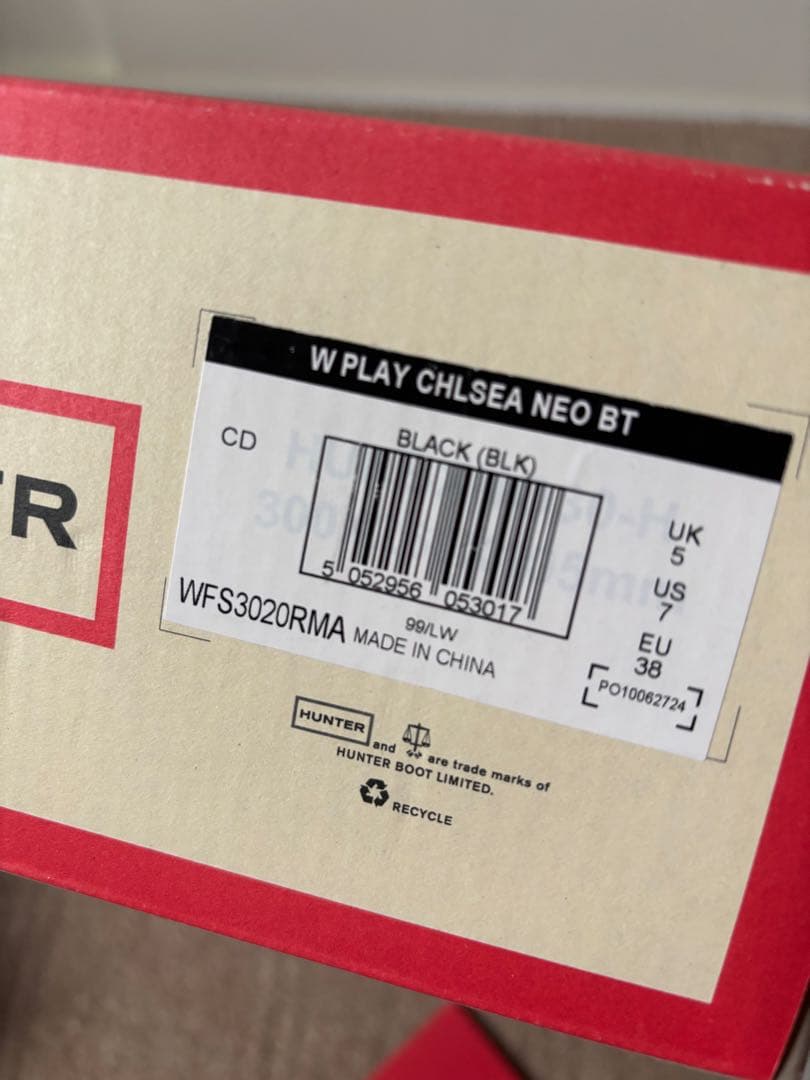 W PLAY CHLSEA NEO BT
CD
BLACK (BLK)
5 052956 053017
UK
5
US
7
EU
38
WFS3020RMA
99/LW
MADE IN CHINA
PO10062724
R
HUNTER and are trade marks of
HUNTER BOOT LIMITED.
RECYCLE